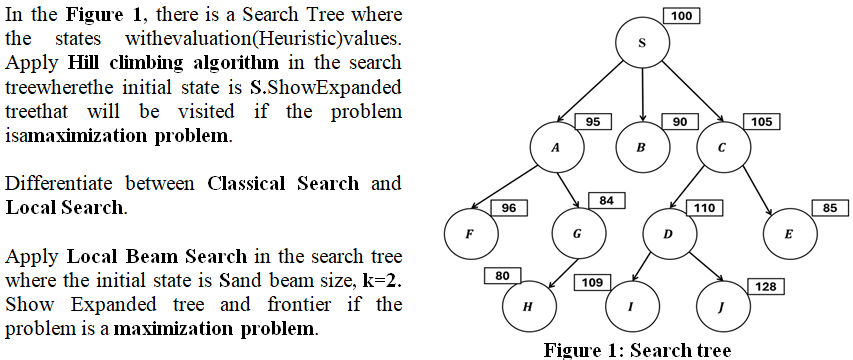 In the Figure 1, there is a Search Tree where
the states withevaluation(Heuristic)values.
Apply Hill climbing algorithm in the search
treewherethe initial state is S.ShowExpanded
treethat will be visited if the problem
isamaximization problem.
Differentiate between Classical Search and
Local Search.
Apply Local Beam Search in the search tree
where the initial state is Sand beam size, k=2.
Show Expanded tree and frontier if the
problem is a maximization problem.
100
S
95
90
105
A
B
C
96
84
110
85
F
G
D
E
80
109
128
H
I
J
Figure 1: Search tree